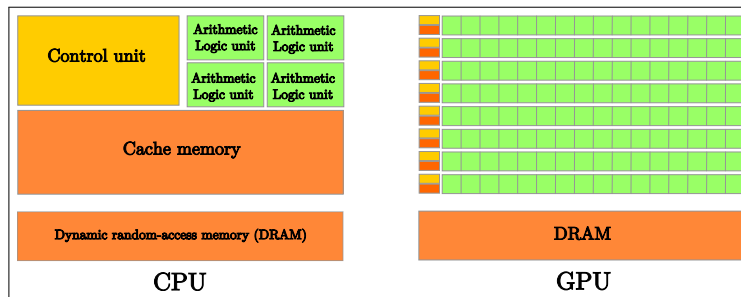 Control unit
Arithmetic
Logic unit
Arithmetic
Logic unit
Arithmetic
Logic unit
Arithmetic
Logic unit
Cache memory
Dynamic random-access memory (DRAM)
CPU
DRAM
GPU